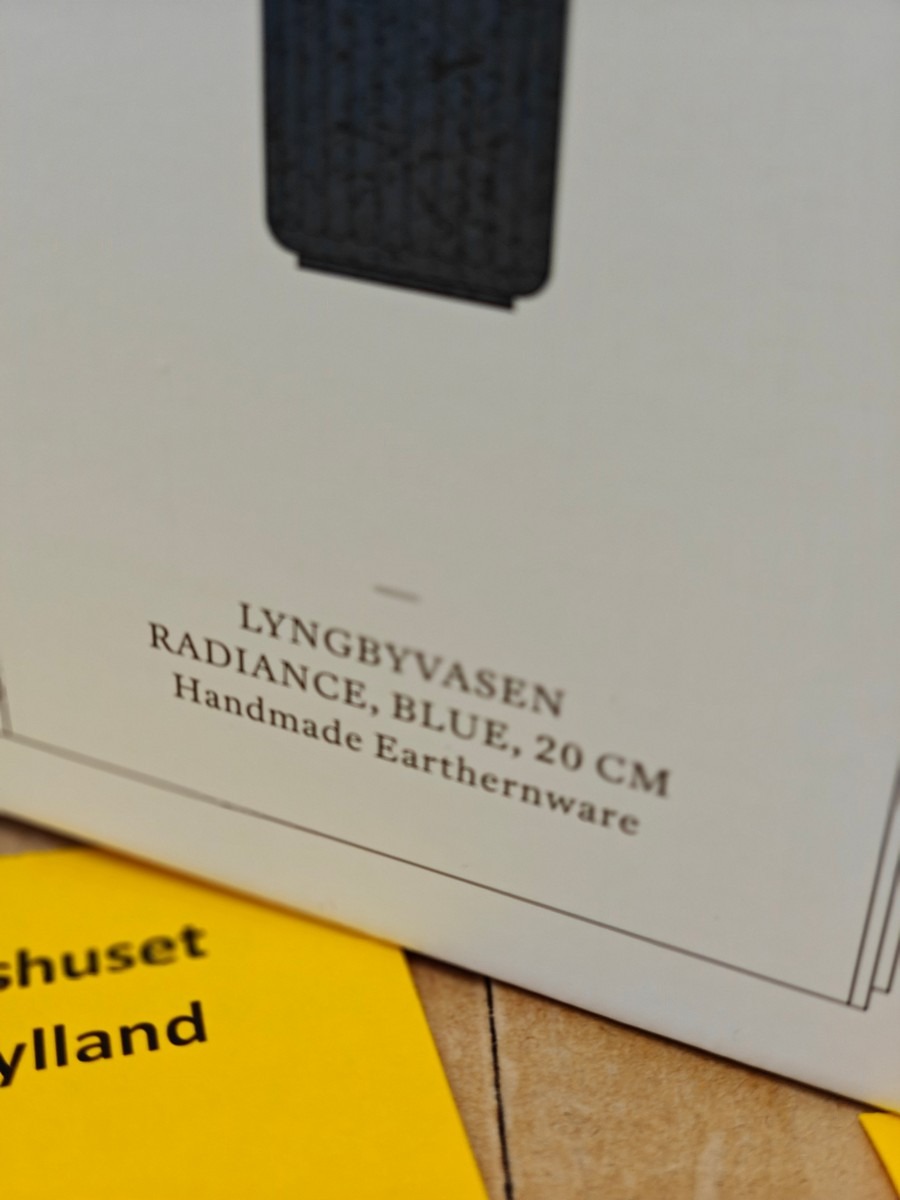 LYNGBYVASEN
RADIANCE, BLUE, 20 CM
Handmade Earthernware
shuset
ylland